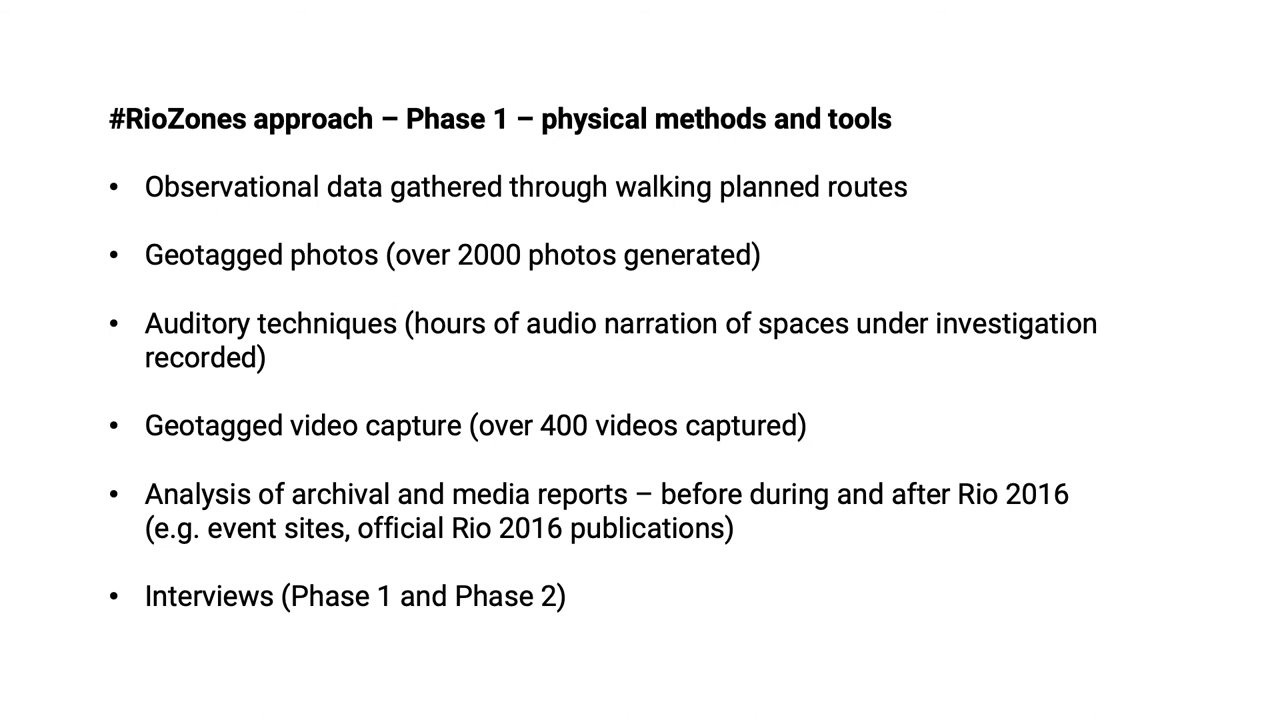 #RioZones approach – Phase 1 – physical methods and tools
• Observational data gathered through walking planned routes
• Geotagged photos (over 2000 photos generated)
• Auditory techniques (hours of audio narration of spaces under investigation
recorded)
• Geotagged video capture (over 400 videos captured)
• Analysis of archival and media reports – before during and after Rio 2016
(e.g. event sites, official Rio 2016 publications)
• Interviews (Phase 1 and Phase 2)